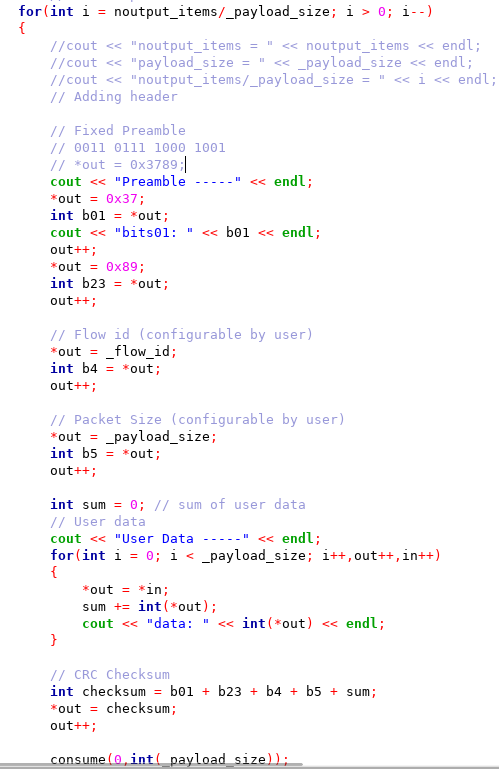 for(int i = noutput_items/_payload_size; i > 0; i--)
{
//cout << "noutput_items = " << noutput_items << endl;
//cout << "payload_size = " << _payload_size << endl;
//cout << "noutput_items/_payload_size = " << i << endl;
// Adding header
// Fixed Preamble
// 0011 0111 1000 1001
// *out = 0x3789;
cout << "Preamble -----" << endl;
*out = 0x37;
int b01 = *out;
cout << "bits01: " << b01 << endl;
out++;
*out = 0x89;
int b23 = *out;
out++;
// Flow id (configurable by user)
*out = _flow_id;
int b4 = *out;
out++;
// Packet Size (configurable by user)
*out = _payload_size;
int b5 = *out;
out++;
int sum = 0; // sum of user data
// User data
cout << "User Data -----" << endl;
for(int i = 0; i < _payload_size; i++,out++,in++)
{
*out = *in;
sum += int(*out);
cout << "data: " << int(*out) << endl;
}
// CRC Checksum
int checksum = b01 + b23 + b4 + b5 + sum;
*out = checksum;
out++;
consume(0,int(_payload_size));